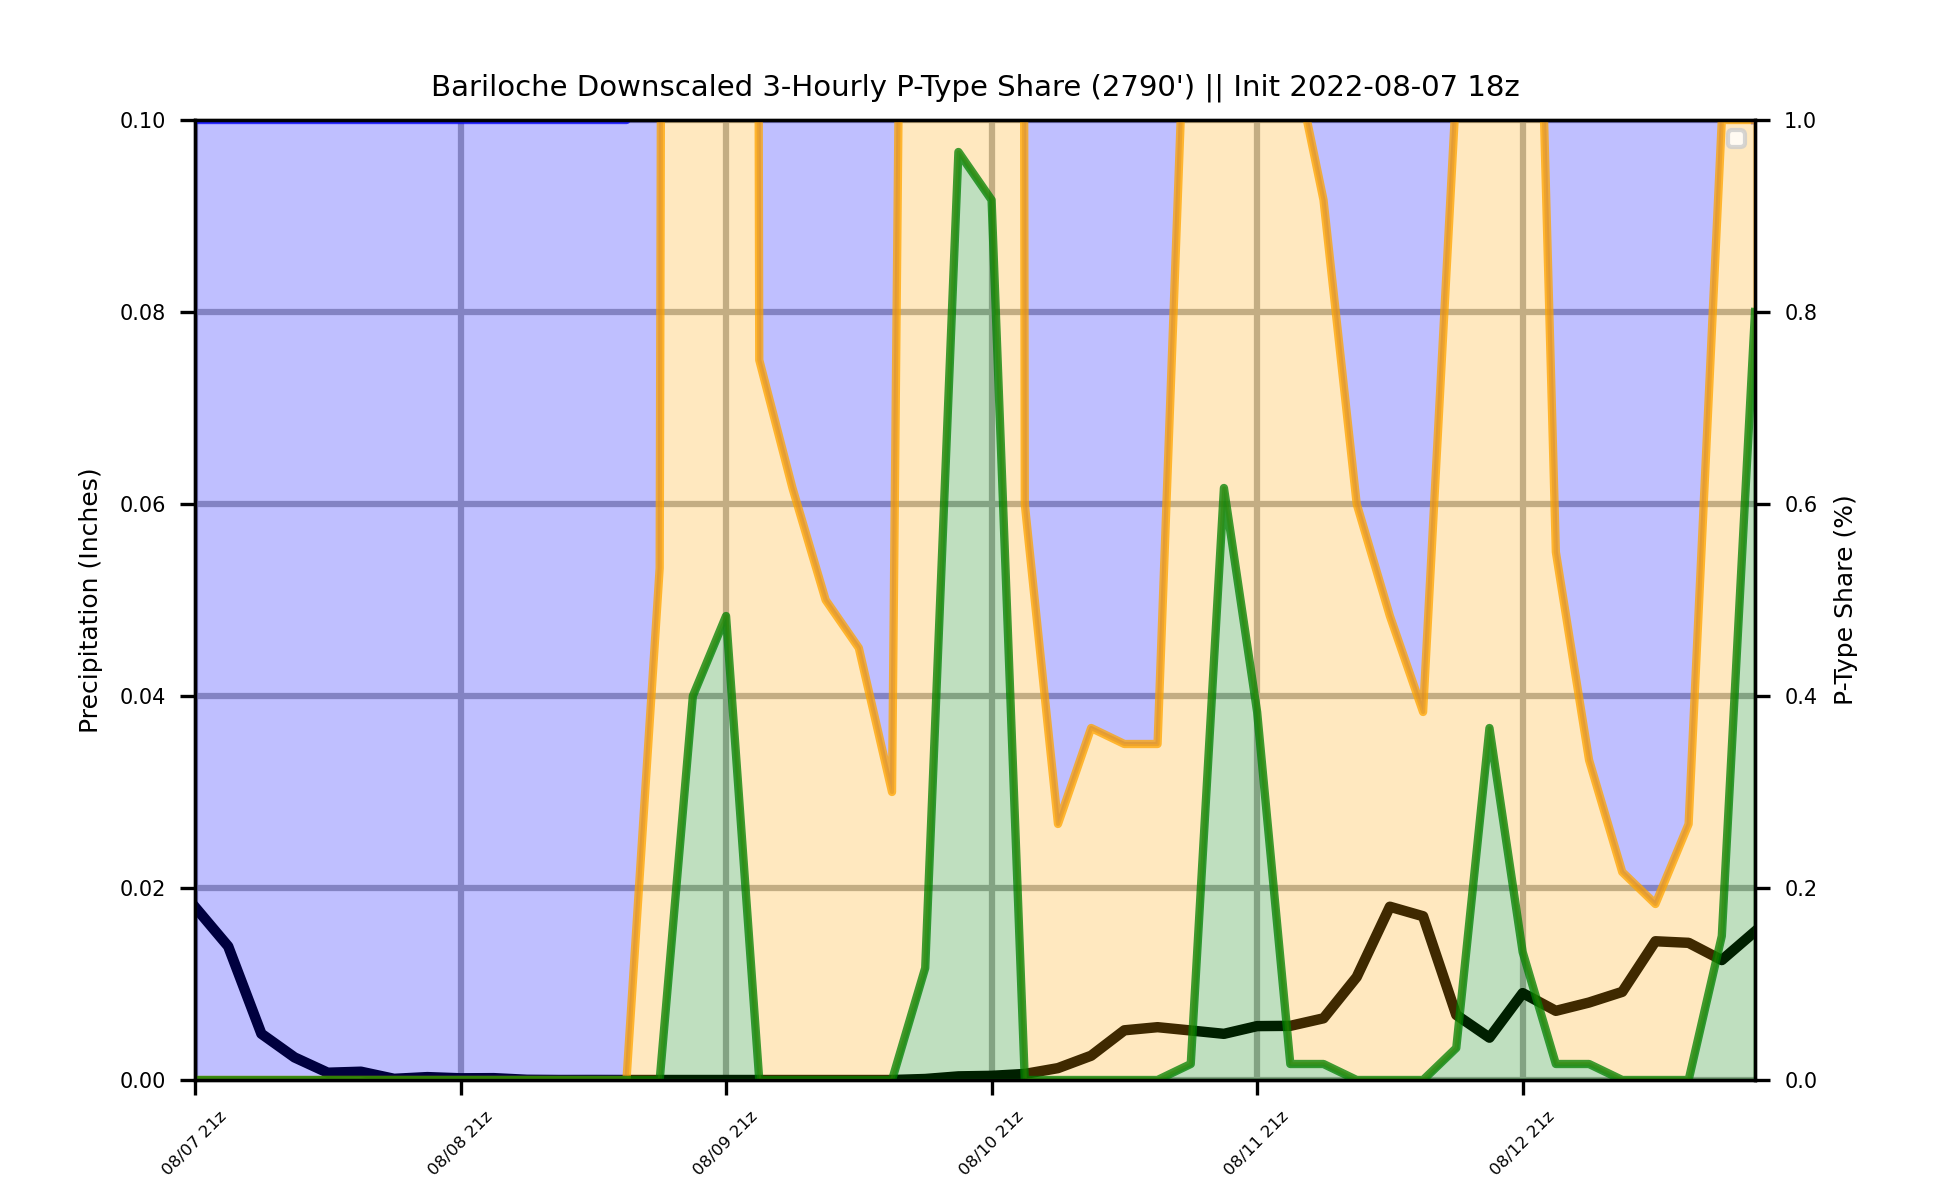 Bariloche Downscaled 3-Hourly P-Type Share (2790') || Init 2022-08-07 18z
0.10
0.08
0.06
0.04
0.02
0.00
Precipitation (Inches)
1.0
0.8
0.6
0.4
0.2
0.0
P-Type Share (%)
08/07 21z
08/08 21z
08/09 21z
08/10 21z
08/11 21z
08/12 21z